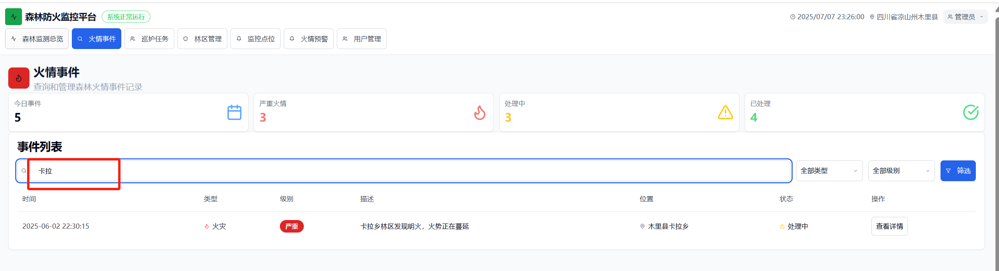 森林防火监控平台 系统正常运行 2025/07/07 23:26:00 四川省凉山州木里县 管理员
森林监测总览 火情事件 巡护任务 林区管理 监控点位 火情预警 用户管理
火情事件
查询和管理森林火情事件记录
今日事件 严重火情 处理中 已处理
5 3 3 4
事件列表
卡拉 全部类型 全部级别 筛选
时间 类型 级别 描述 位置 状态 操作
2025-06-02 22:30:15 火灾 严重 卡拉乡林区发现明火，火势正在蔓延 木里县卡拉乡 处理中 查看详情